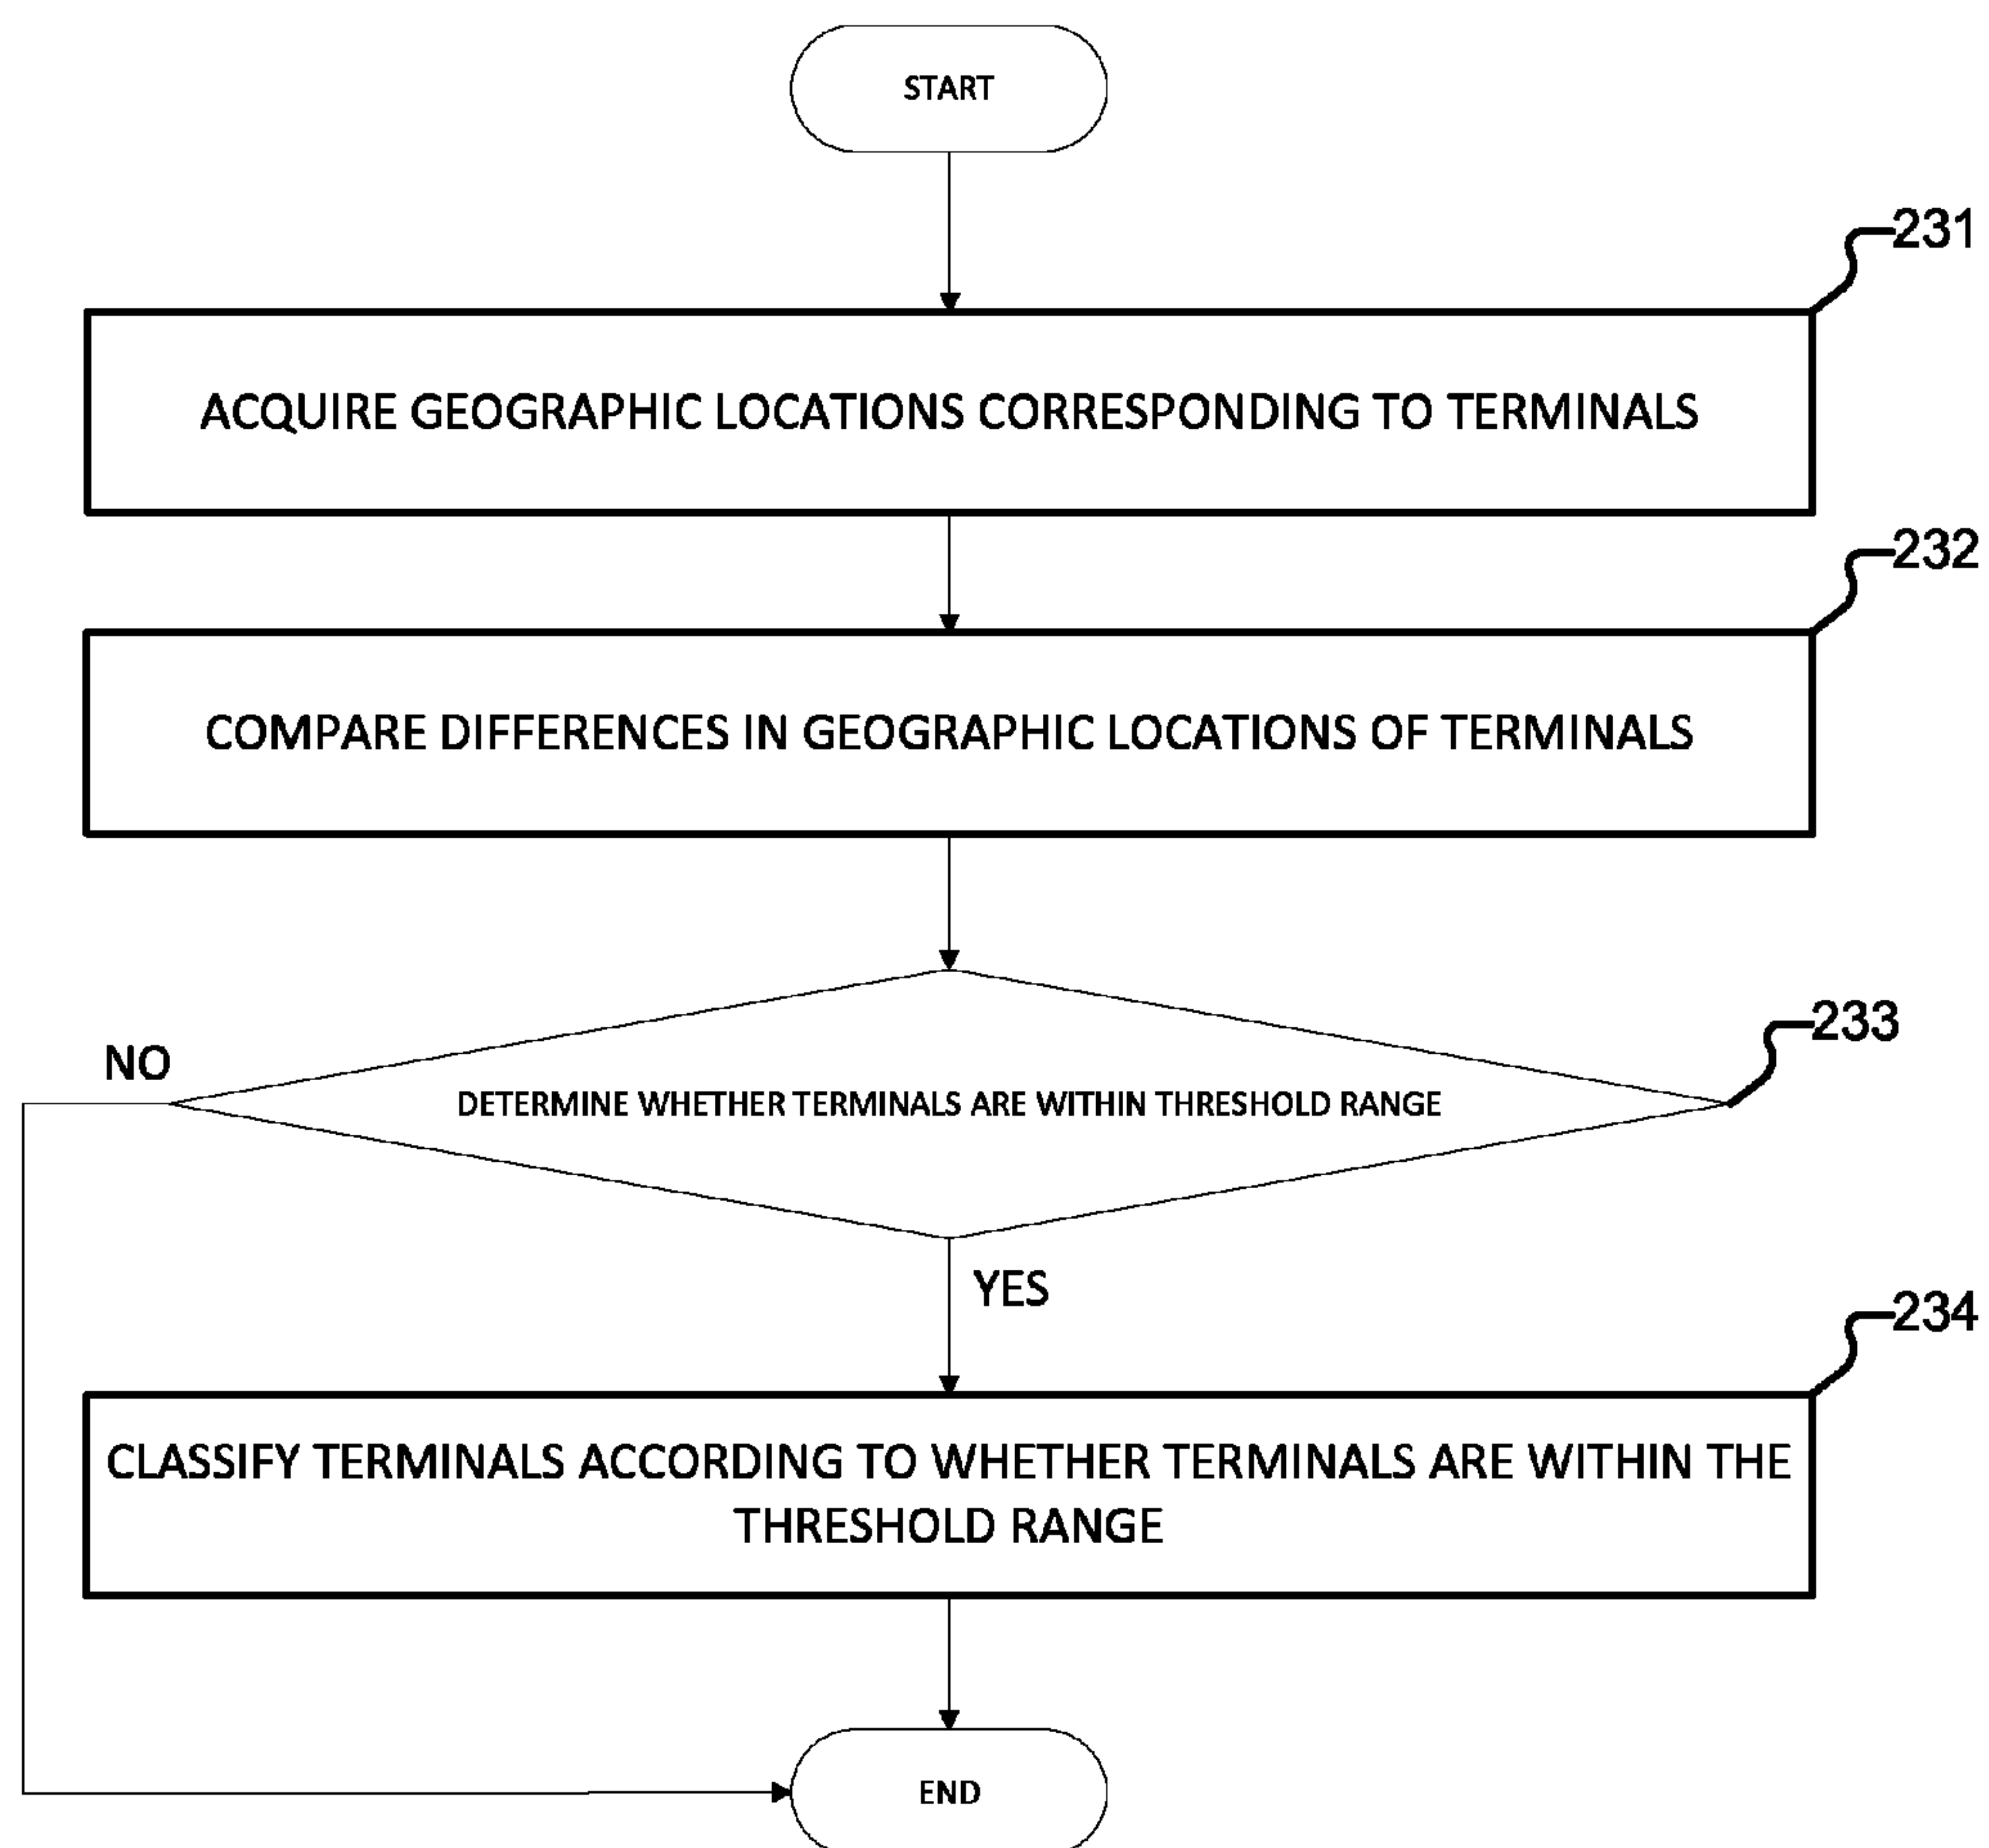 START
231
ACQUIRE GEOGRAPHIC LOCATIONS CORRESPONDING TO TERMINALS
232
COMPARE DIFFERENCES IN GEOGRAPHIC LOCATIONS OF TERMINALS
233
NO
DETERMINE WHETHER TERMINALS ARE WITHIN THRESHOLD RANGE
YES
234
CLASSIFY TERMINALS ACCORDING TO WHETHER TERMINALS ARE WITHIN THE
THRESHOLD RANGE
END